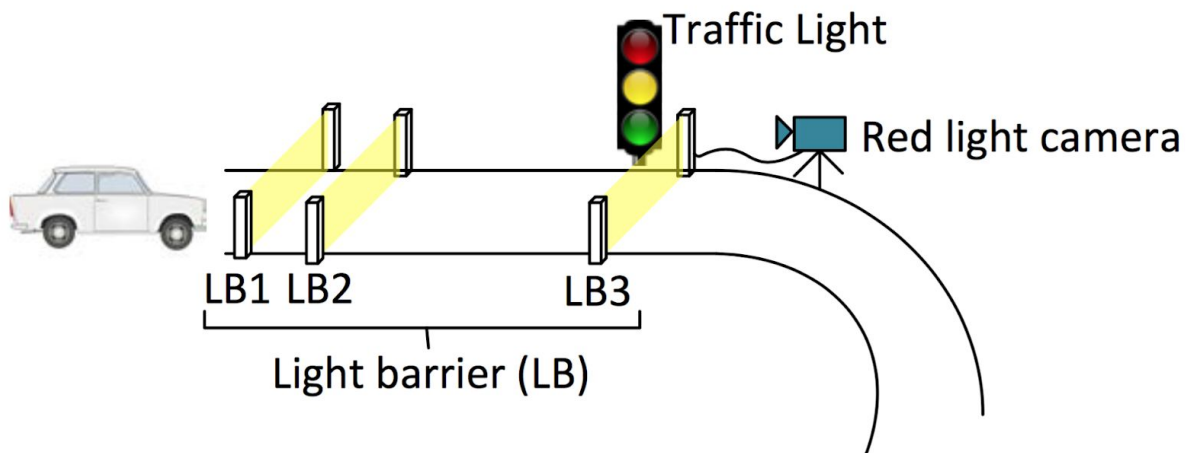 Traffic Light
Red light camera
LB1 LB2 LB3
Light barrier (LB)